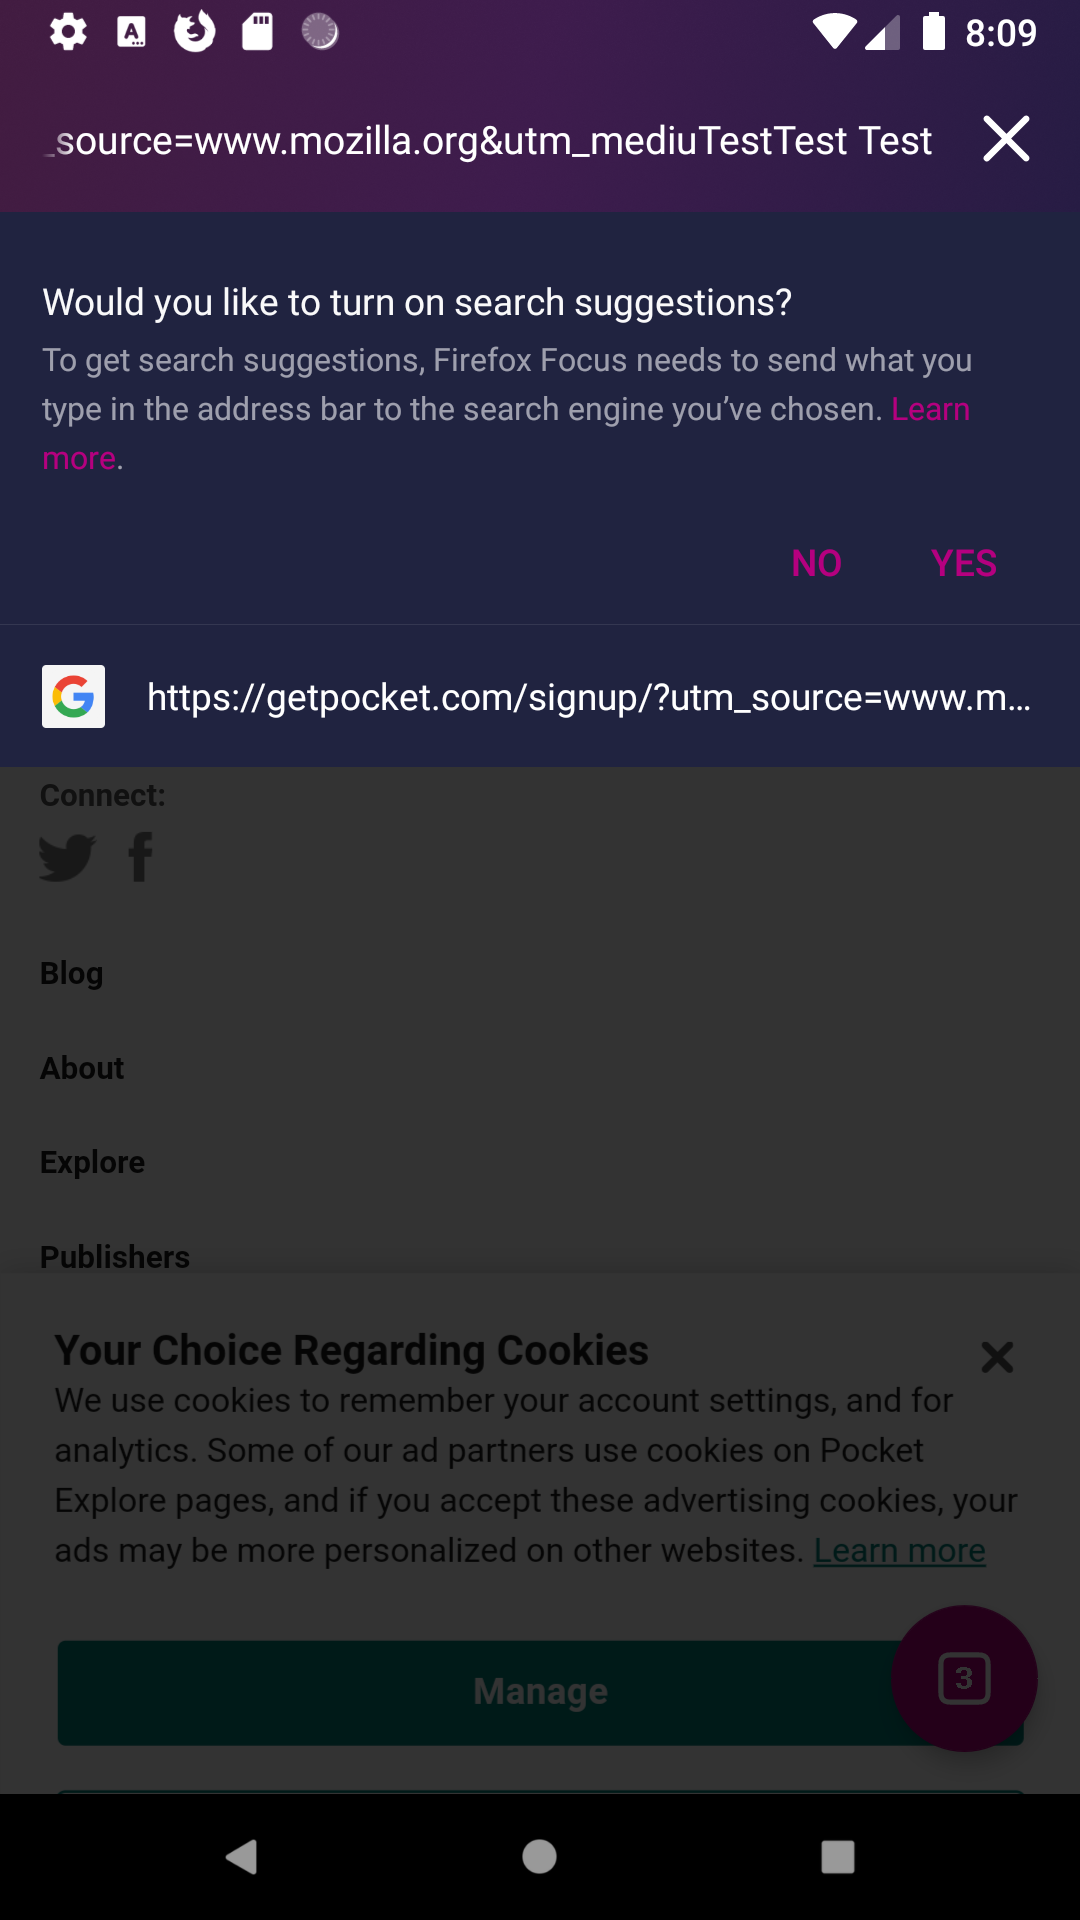 8:09
_source=www.mozilla.org&utm_mediuTestTest Test
Would you like to turn on search suggestions?
To get search suggestions, Firefox Focus needs to send what you
type in the address bar to the search engine you’ve chosen. Learn
more.
NO YES
https://getpocket.com/signup/?utm_source=www.m…
Connect:
Blog
About
Explore
Publishers
Your Choice Regarding Cookies
We use cookies to remember your account settings, and for
analytics. Some of our ad partners use cookies on Pocket
Explore pages, and if you accept these advertising cookies, your
ads may be more personalized on other websites. Learn more
Manage
3